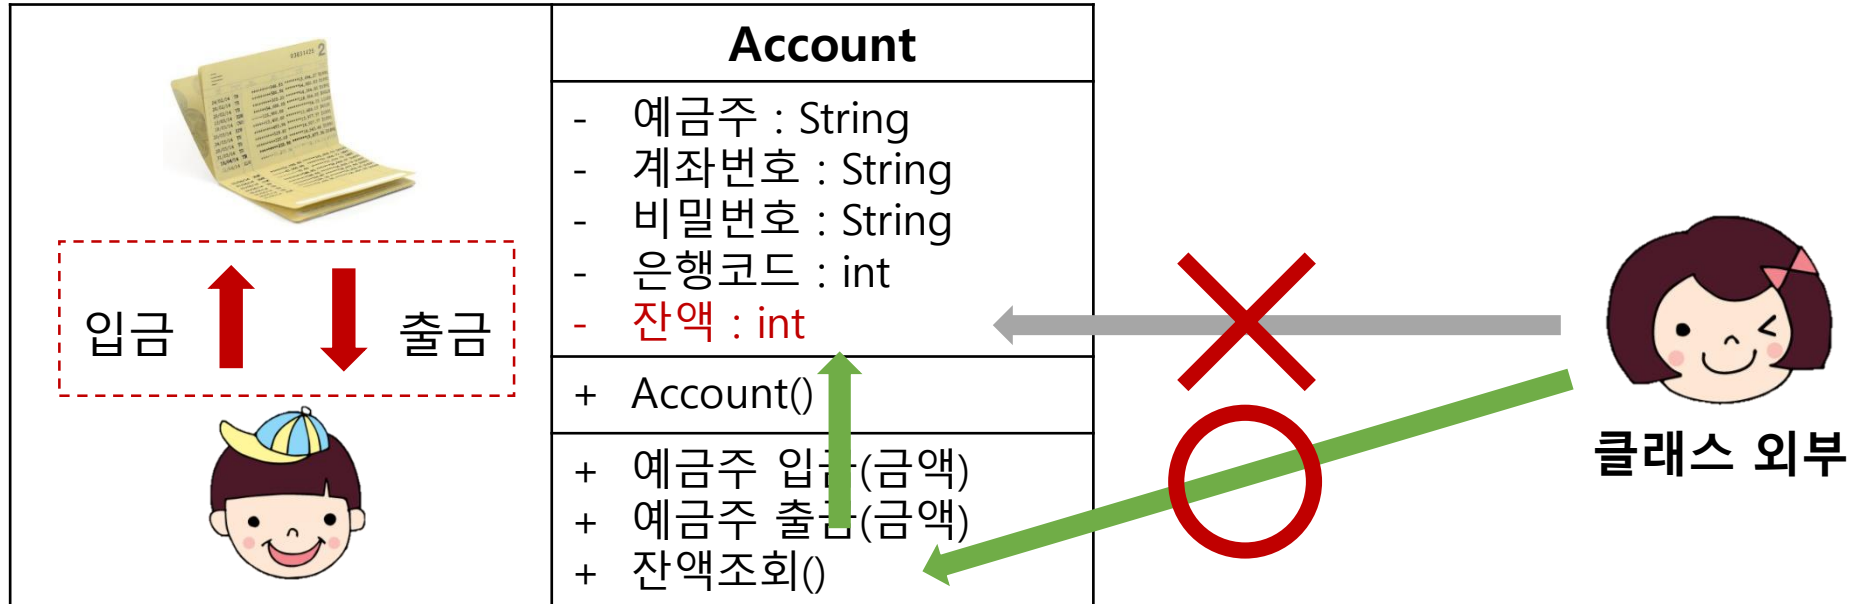 Account
- 예금주 : String
- 계좌번호 : String
- 비밀번호 : String
- 은행코드 : int
- 잔액 : int
+ Account()
+ 예금주 입금(금액)
+ 예금주 출금(금액)
+ 잔액조회()
입금
출금
클래스 외부
2